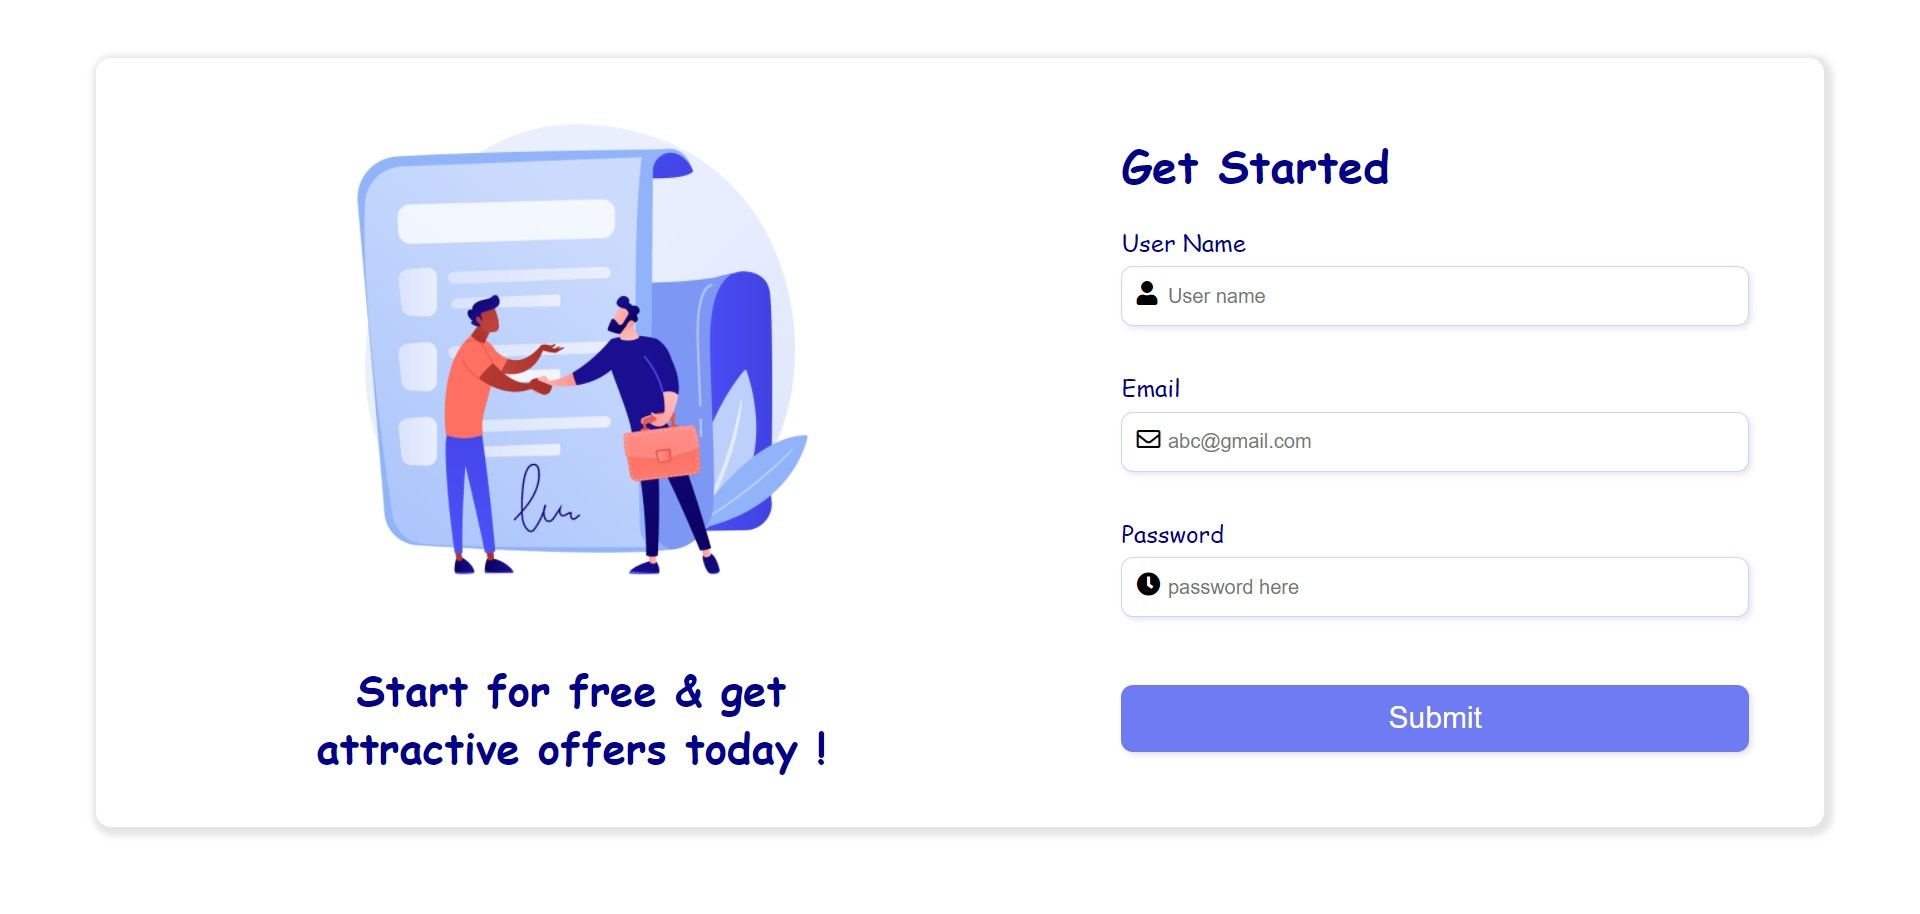 Get Started
User Name
User name
Email
abc@gmail.com
Password
password here
Submit
Start for free & get
attractive offers today !